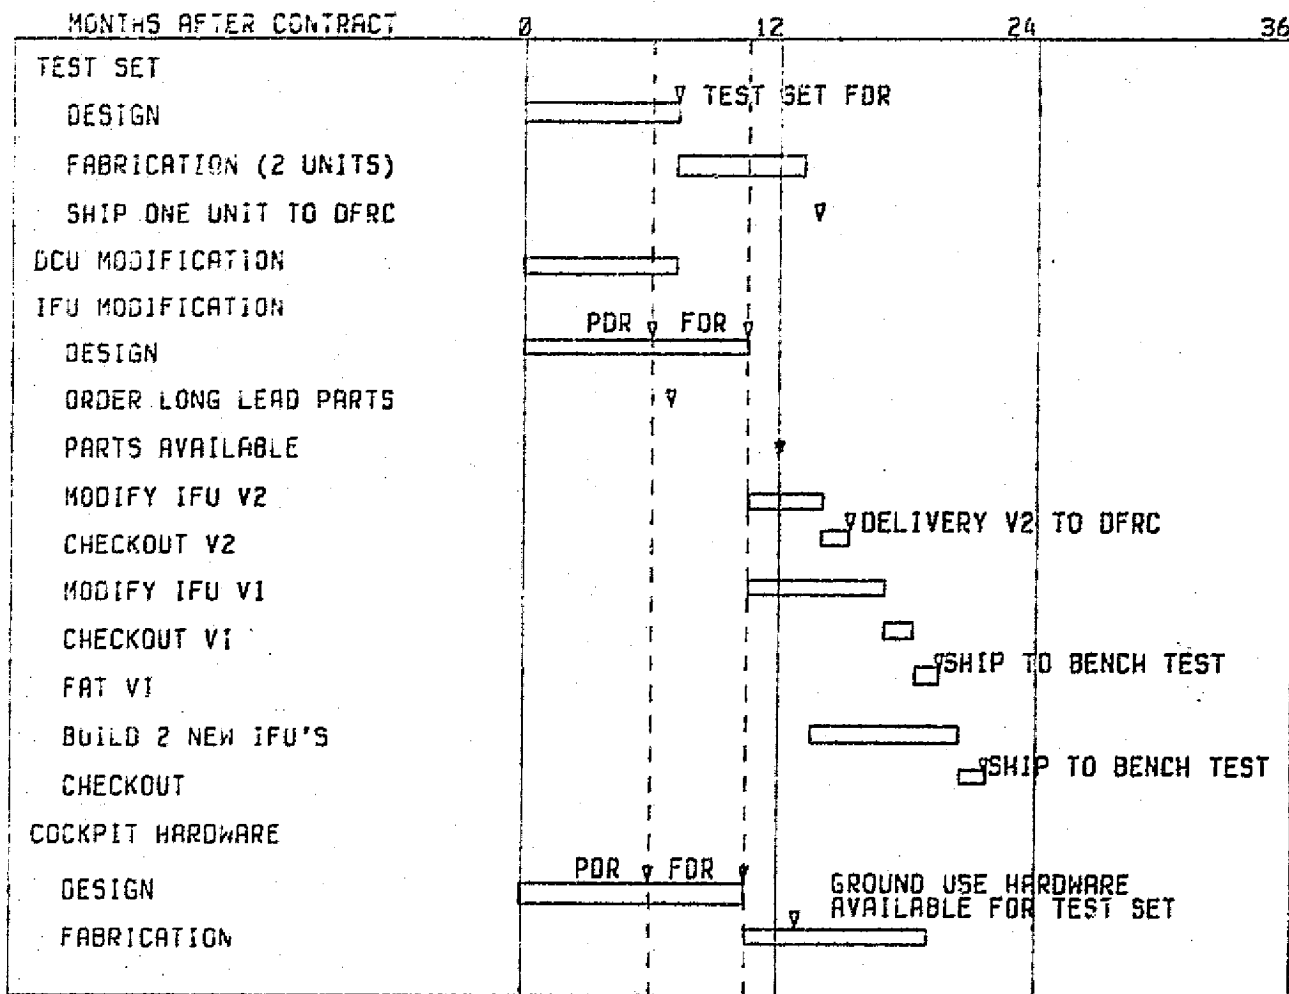 MONTHS AFTER CONTRACT 0 12 24 36
TEST SET
TEST SET FDR
DESIGN
FABRICATION (2 UNITS)
SHIP ONE UNIT TO DFRC
DCU MODIFICATION
IFU MODIFICATION
PDR FDR
DESIGN
ORDER LONG LEAD PARTS
PARTS AVAILABLE
MODIFY IFU V2
DELIVERY V2 TO DFRC
CHECKOUT V2
MODIFY IFU V1
CHECKOUT V1
SHIP TO BENCH TEST
FAT V1
BUILD 2 NEW IFU'S
SHIP TO BENCH TEST
CHECKOUT
COCKPIT HARDWARE
PDR FDR
DESIGN
GROUND USE HARDWARE
AVAILABLE FOR TEST SET
FABRICATION